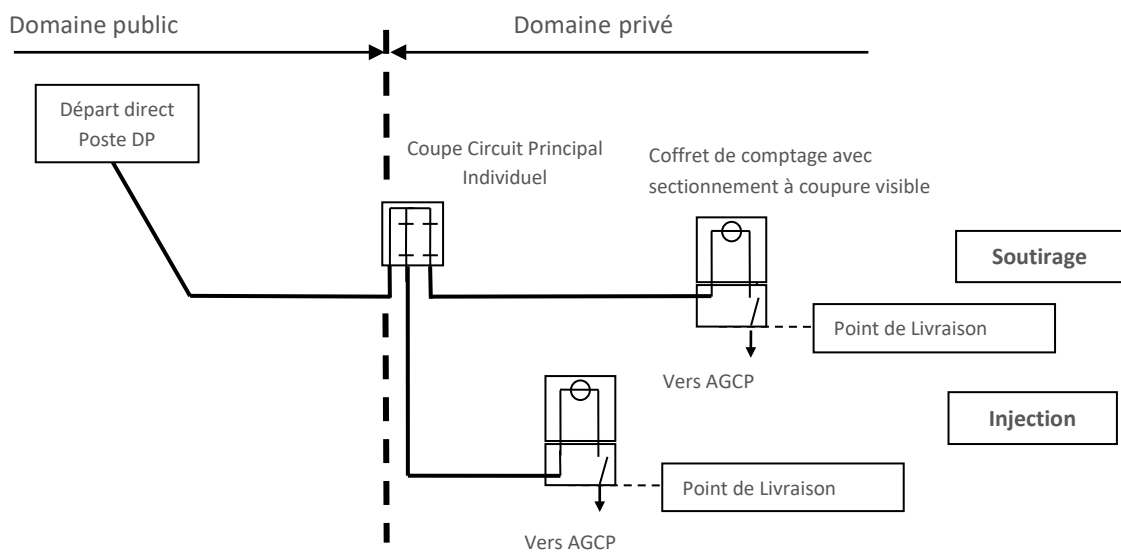 Domaine public
Domaine privé
Départ direct
Poste DP
Coupe Circuit Principal
Individuel
Coffret de comptage avec
sectionnement à coupure visible
Soutirage
Point de Livraison
Vers AGCP
Injection
Point de Livraison
Vers AGCP